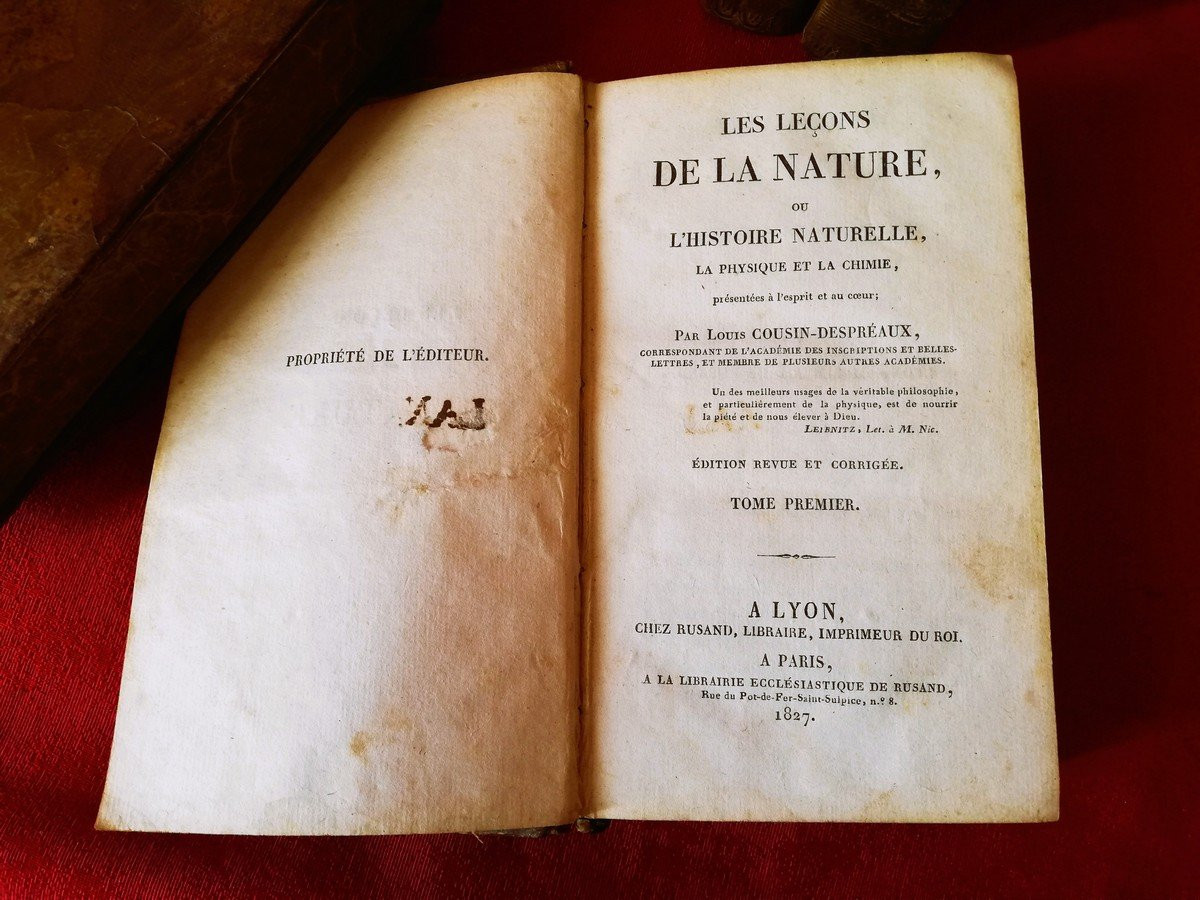 PROPRIÉTÉ DE L'ÉDITEUR.
LES LEÇONS
DE LA NATURE,
OU
L'HISTOIRE NATURELLE,
LA PHYSIQUE ET LA CHIMIE,
présentées à l'esprit et au cœur;
PAR LOUIS COUSIN-DESPRÉAUX,
CORRESPONDANT DE L'ACADÉMIE DES INSCRIPTIONS ET BELLES-
LETTRES, ET MEMBRE DE PLUSIEURS AUTRES ACADÉMIES.
Un des meilleurs usages de la véritable philosophie,
et particulièrement de la physique, est de nourrir
la piété et de nous élever à Dieu.
LEIBNITZ, Let. à M. Nic.
ÉDITION REVUE ET CORRIGÉE.
TOME PREMIER.
A LYON,
CHEZ RUSAND, LIBRAIRE, IMPRIMEUR DU ROI.
A PARIS,
A LA LIBRAIRIE ECCLÉSIASTIQUE DE RUSAND,
Rue du Pot-de-Fer-Saint-Sulpice, n.º 8.
1827.